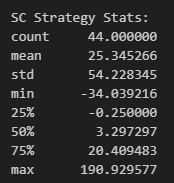 SC Strategy Stats:
count 44.000000
mean 25.345266
std 54.228345
min -34.039216
25% -0.250000
50% 3.297297
75% 20.409483
max 190.929577